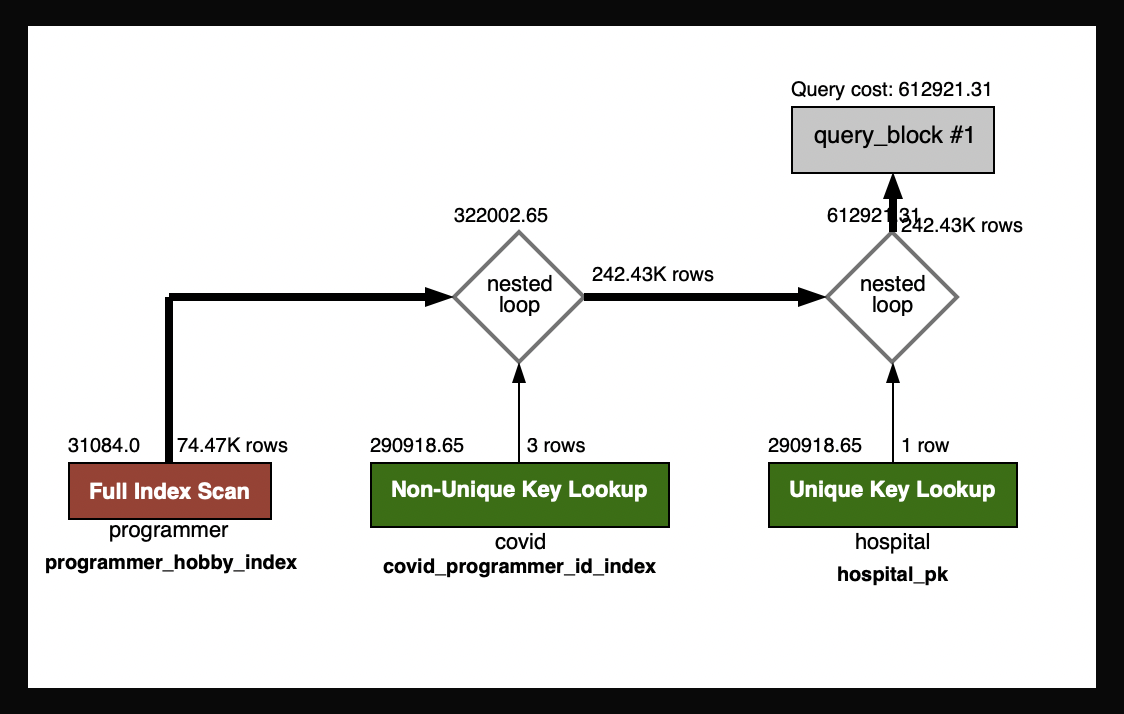 Query cost: 612921.31
query_block #1
322002.65
612921.31
242.43K rows
nested
loop
242.43K rows
nested
loop
31084.0
74.47K rows
290918.65
3 rows
290918.65
1 row
Full Index Scan
Non-Unique Key Lookup
Unique Key Lookup
programmer
covid
hospital
programmer_hobby_index
covid_programmer_id_index
hospital_pk